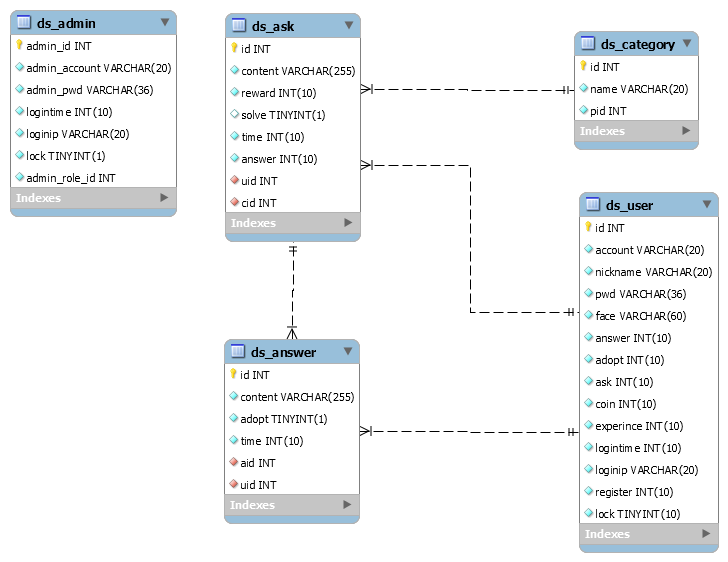 ds_admin
admin_id INT
admin_account VARCHAR(20)
admin_pwd VARCHAR(36)
logintime INT(10)
loginip VARCHAR(20)
lock TINYINT(1)
admin_role_id INT
Indexes
ds_ask
id INT
content VARCHAR(255)
reward INT(10)
solve TINYINT(1)
time INT(10)
answer INT(10)
uid INT
cid INT
Indexes
ds_category
id INT
name VARCHAR(20)
pid INT
Indexes
ds_user
id INT
account VARCHAR(20)
nickname VARCHAR(20)
pwd VARCHAR(36)
face VARCHAR(60)
answer INT(10)
adopt INT(10)
ask INT(10)
coin INT(10)
experince INT(10)
logintime INT(10)
loginip VARCHAR(20)
register INT(10)
lock TINYINT(10)
Indexes
ds_answer
id INT
content VARCHAR(255)
adopt TINYINT(1)
time INT(10)
aid INT
uid INT
Indexes